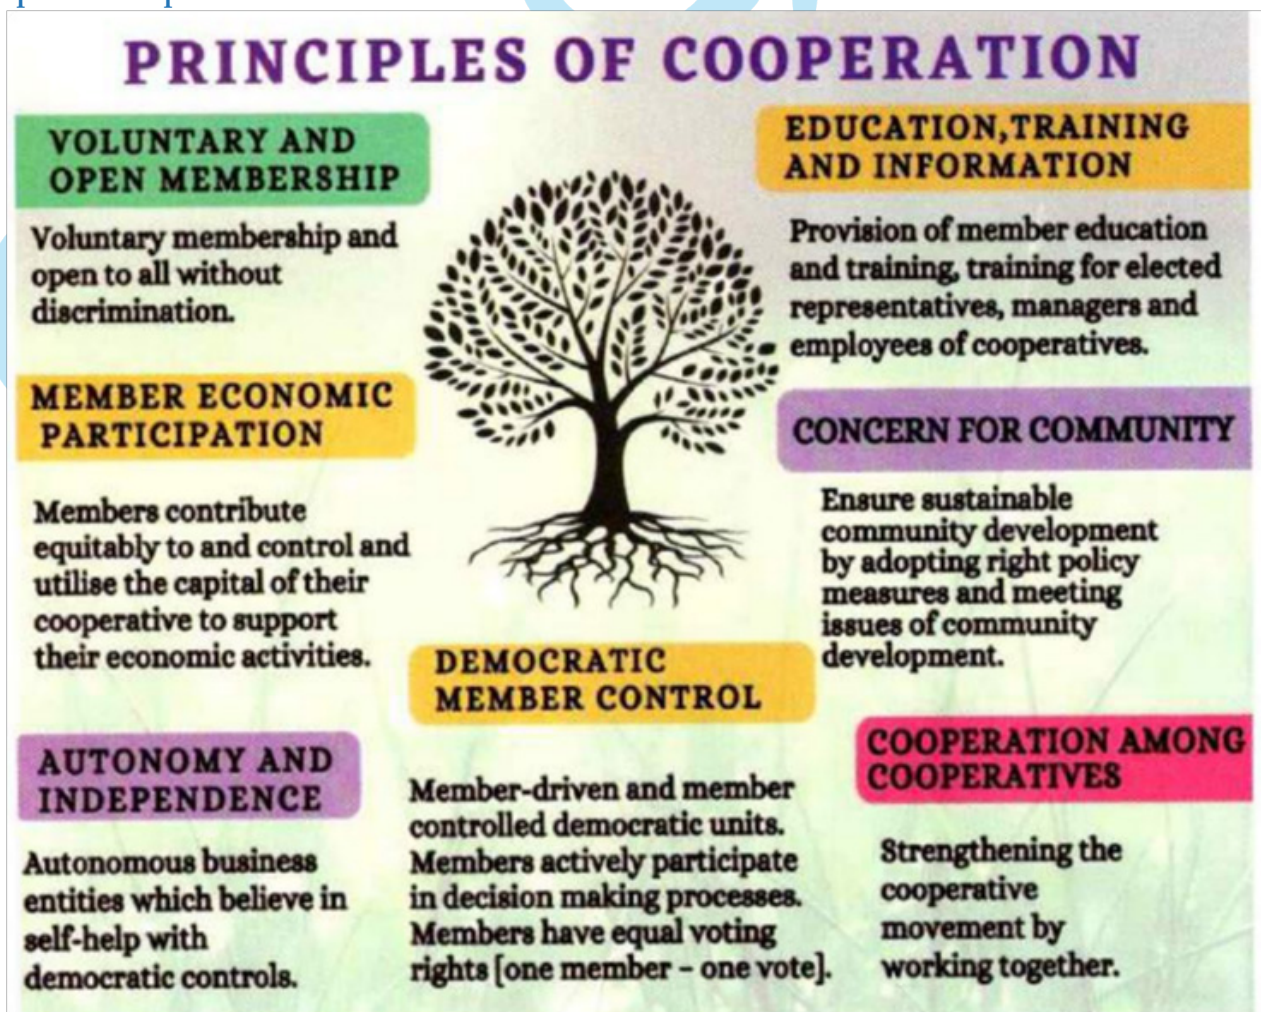 PRINCIPLES OF COOPERATION
VOLUNTARY AND
OPEN MEMBERSHIP
Voluntary membership and
open to all without
discrimination.
MEMBER ECONOMIC
PARTICIPATION
Members contribute
equitably to and control and
utilise the capital of their
cooperative to support
their economic activities.
AUTONOMY AND
INDEPENDENCE
Autonomous business
entities which believe in
self-help with
democratic controls.
DEMOCRATIC
MEMBER CONTROL
Member-driven and member
controlled democratic units.
Members actively participate
in decision making processes.
Members have equal voting
rights [one member – one vote].
EDUCATION,TRAINING
AND INFORMATION
Provision of member education
and training, training for elected
representatives, managers and
employees of cooperatives.
CONCERN FOR COMMUNITY
Ensure sustainable
community development
by adopting right policy
measures and meeting
issues of community
development.
COOPERATION AMONG
COOPERATIVES
Strengthening the
cooperative
movement by
working together.